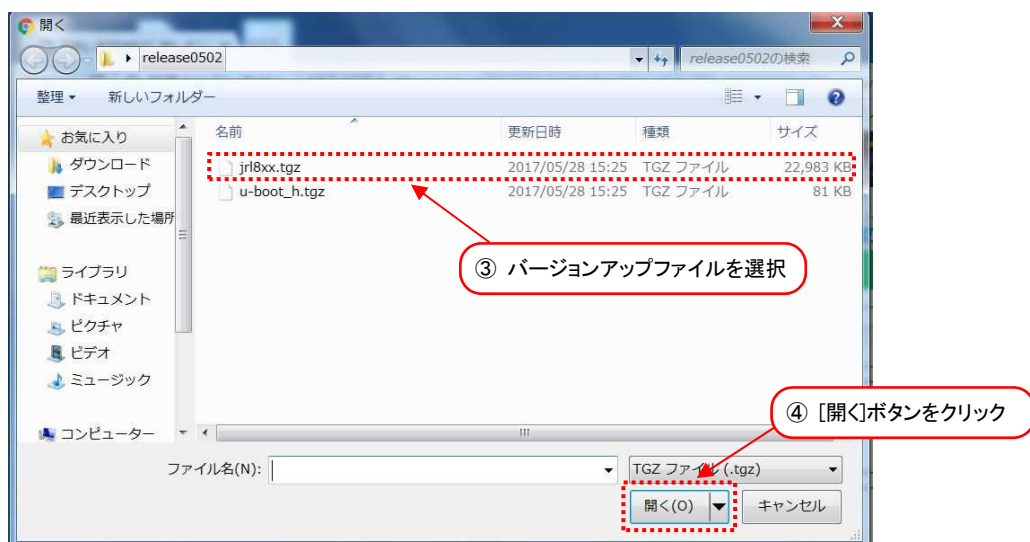 開く
release0502
release0502の検索
整理 新しいフォルダー
お気に入り
ダウンロード
デスクトップ
最近表示した場所
ライブラリ
ドキュメント
ピクチャ
ビデオ
ミュージック
コンピューター
名前 更新日時 種類 サイズ
jrl8xx.tgz 2017/05/28 15:25 TGZ ファイル 22,983 KB
u-boot_h.tgz 2017/05/28 15:25 TGZ ファイル 81 KB
③ バージョンアップファイルを選択
④ [開く]ボタンをクリック
ファイル名(N): TGZ ファイル (.tgz)
開く(O) キャンセル